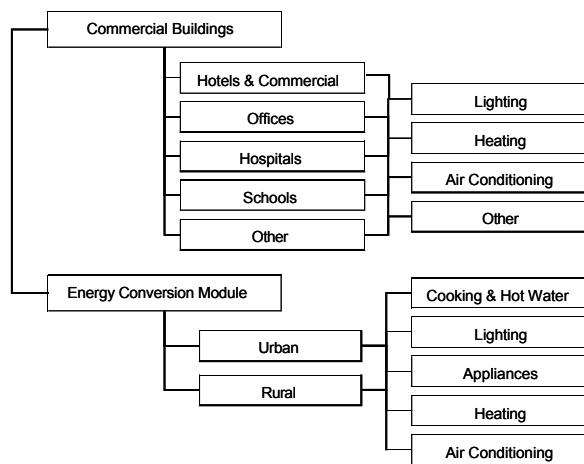 Commercial Buildings
Hotels & Commercial
Offices
Hospitals
Schools
Other
Lighting
Heating
Air Conditioning
Other
Energy Conversion Module
Urban
Rural
Cooking & Hot Water
Lighting
Appliances
Heating
Air Conditioning